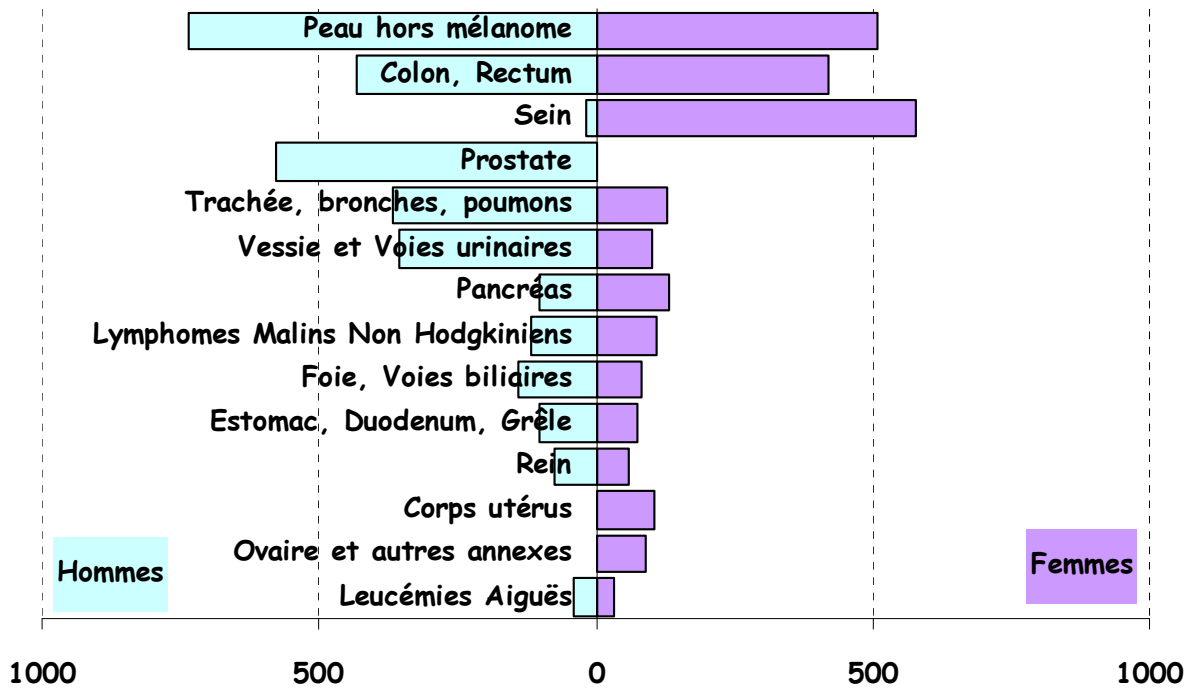 Peau hors mélanome
Colon, Rectum
Sein
Prostate
Trachée, bronches, poumons
Vessie et Voies urinaires
Pancréas
Lymphomes Malins Non Hodgkiniens
Foie, Voies biliaires
Estomac, Duodenum, Grêle
Rein
Corps utérus
Ovaire et autres annexes
Leucémies Aiguës
Hommes
Femmes
1000 500 0 500 1000